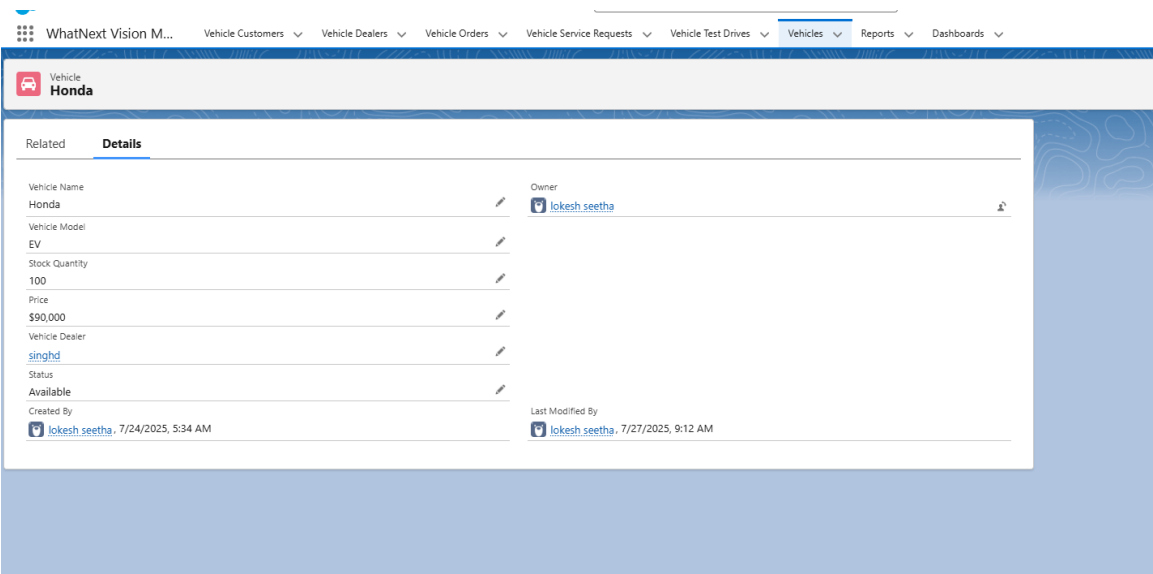 WhatNext Vision M... Vehicle Customers Vehicle Dealers Vehicle Orders Vehicle Service Requests Vehicle Test Drives Vehicles Reports Dashboards
Vehicle
Honda
Related Details
Vehicle Name
Honda
Owner
lokesh seetha
Vehicle Model
EV
Stock Quantity
100
Price
$90,000
Vehicle Dealer
singhd
Status
Available
Created By
lokesh seetha, 7/24/2025, 5:34 AM
Last Modified By
lokesh seetha, 7/27/2025, 9:12 AM